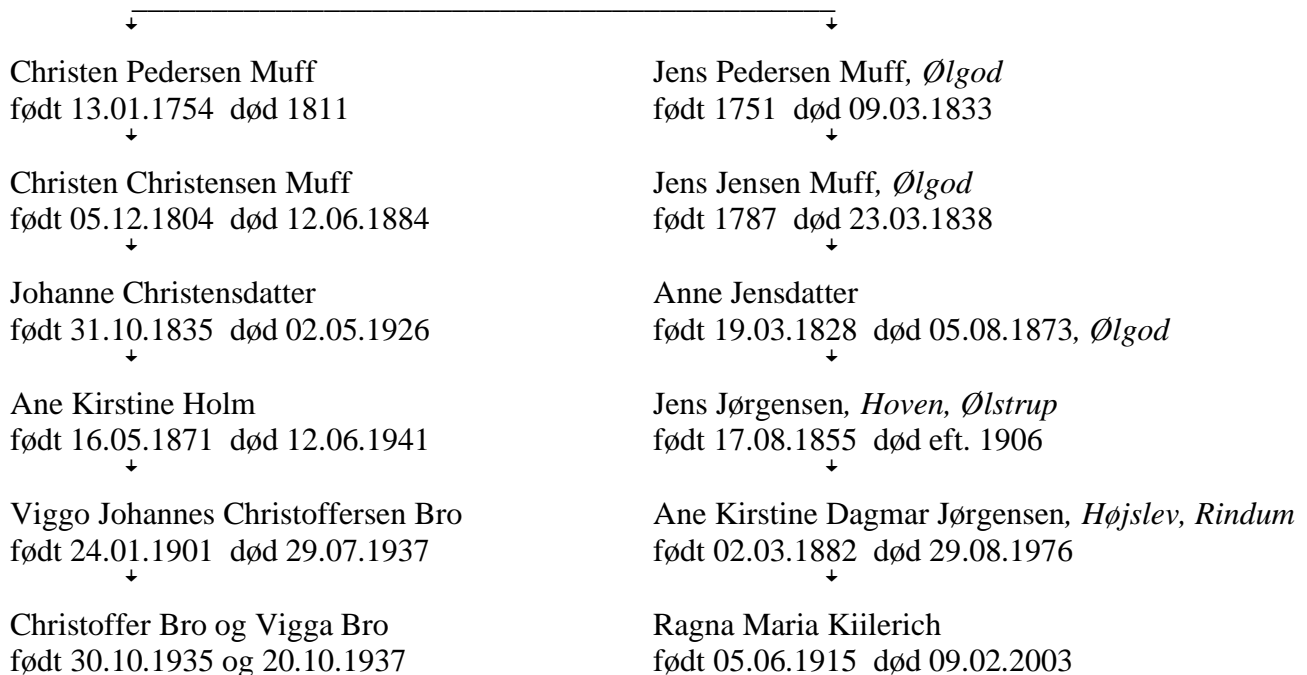 Christen Pedersen Muff
født 13.01.1754 død 1811
Christen Christensen Muff
født 05.12.1804 død 12.06.1884
Johanne Christensdatter
født 31.10.1835 død 02.05.1926
Ane Kirstine Holm
født 16.05.1871 død 12.06.1941
Viggo Johannes Christoffersen Bro
født 24.01.1901 død 29.07.1937
Christoffer Bro og Vigga Bro
født 30.10.1935 og 20.10.1937
Jens Pedersen Muff, Ølgod
født 1751 død 09.03.1833
Jens Jensen Muff, Ølgod
født 1787 død 23.03.1838
Anne Jensdatter
født 19.03.1828 død 05.08.1873, Ølgod
Jens Jørgensen, Hoven, Ølstrup
født 17.08.1855 død eft. 1906
Ane Kirstine Dagmar Jørgensen, Højslev, Rindum
født 02.03.1882 død 29.08.1976
Ragna Maria Kiilerich
født 05.06.1915 død 09.02.2003